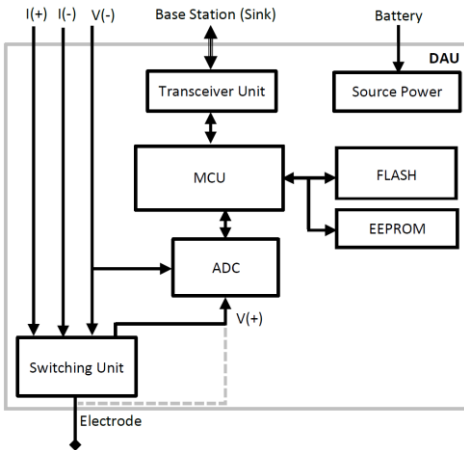 I(+) I(-) V(-) Base Station (Sink) Battery
DAU
Transceiver Unit Source Power
MCU FLASH
EEPROM
ADC
V(+)
Switching Unit
Electrode